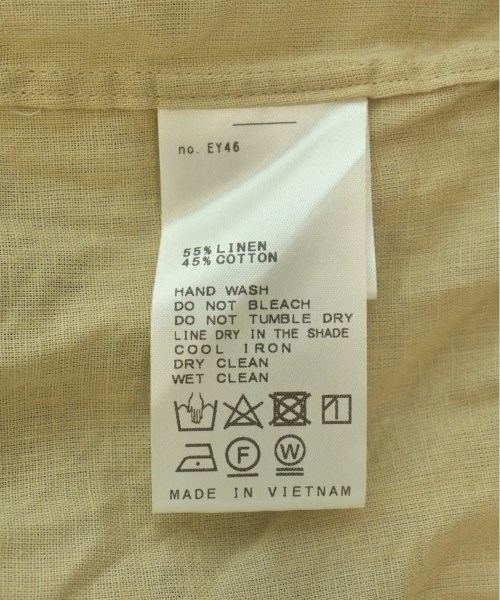 no. EY46
55% LINEN
45% COTTON
HAND WASH
DO NOT BLEACH
DO NOT TUMBLE DRY
LINE DRY IN THE SHADE
COOL IRON
DRY CLEAN
WET CLEAN
F W
MADE IN VIETNAM